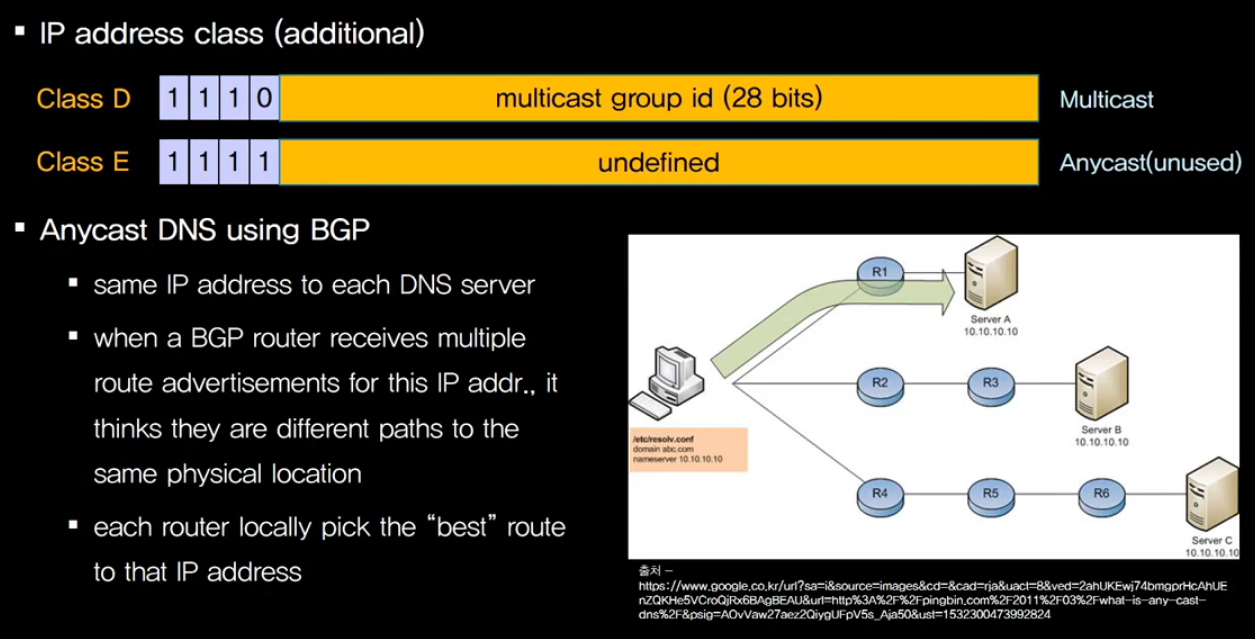 ▪ IP address class (additional)
Class D 1 1 1 0 multicast group id (28 bits) Multicast
Class E 1 1 1 1 undefined Anycast(unused)
▪ Anycast DNS using BGP
▪ same IP address to each DNS server
▪ when a BGP router receives multiple
route advertisements for this IP addr., it
thinks they are different paths to the
same physical location
▪ each router locally pick the “best” route
to that IP address
R1
Server A
10.10.10.10
R2 R3
Server B
10.10.10.10
/etc/resolv.conf
domain abc.com
nameserver 10.10.10.10
R4 R5 R6
Server C
10.10.10.10
출처 –
https://www.google.co.kr/url?sa=i&source=images&cd=&cad=rja&uact=8&ved=2ahUKEwj74bmgprHcAhUE
nZQKHe5VCroQjRx6BAgBEAU&url=http%3A%2F%2Fpingbin.com%2F2011%2F03%2Fwhat-is-any-cast-
dns%2F&psig=AOvVaw27aez2QiygUFpV5s_Aja50&ust=1532300473992824